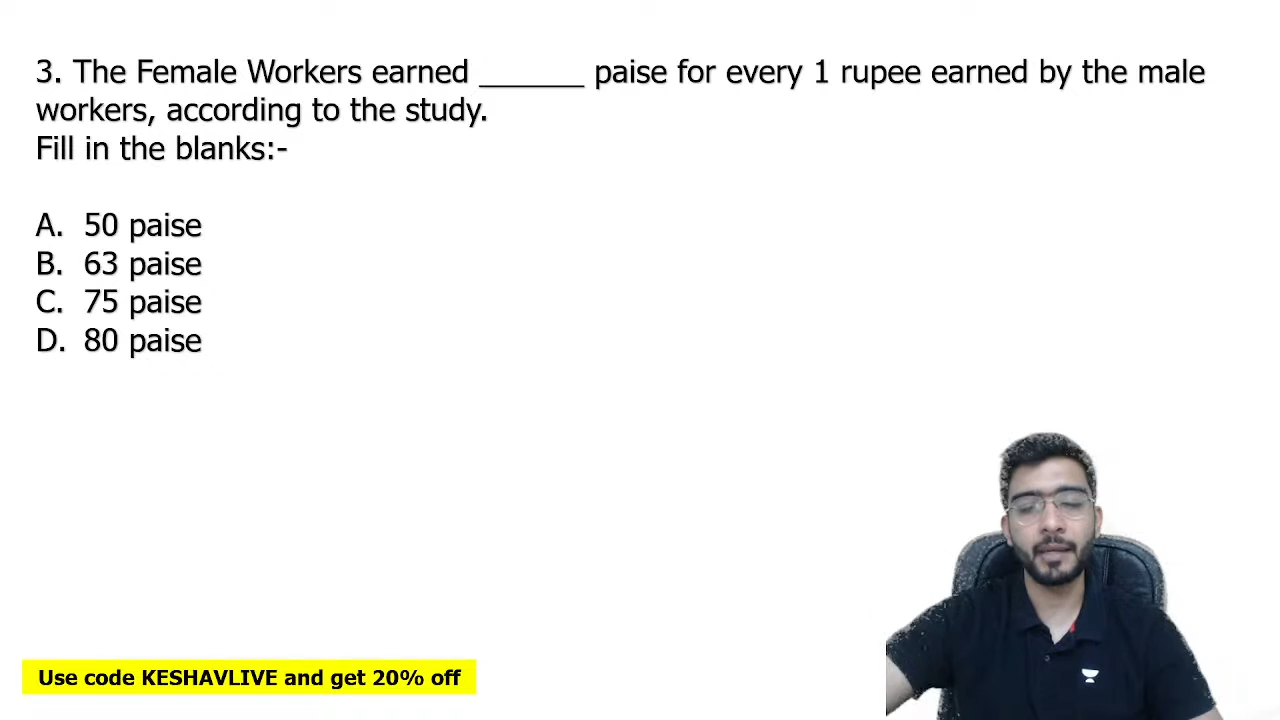 3. The Female Workers earned ______ paise for every 1 rupee earned by the male
workers, according to the study.
Fill in the blanks:-
A. 50 paise
B. 63 paise
C. 75 paise
D. 80 paise
Use code KESHAVLIVE and get 20% off